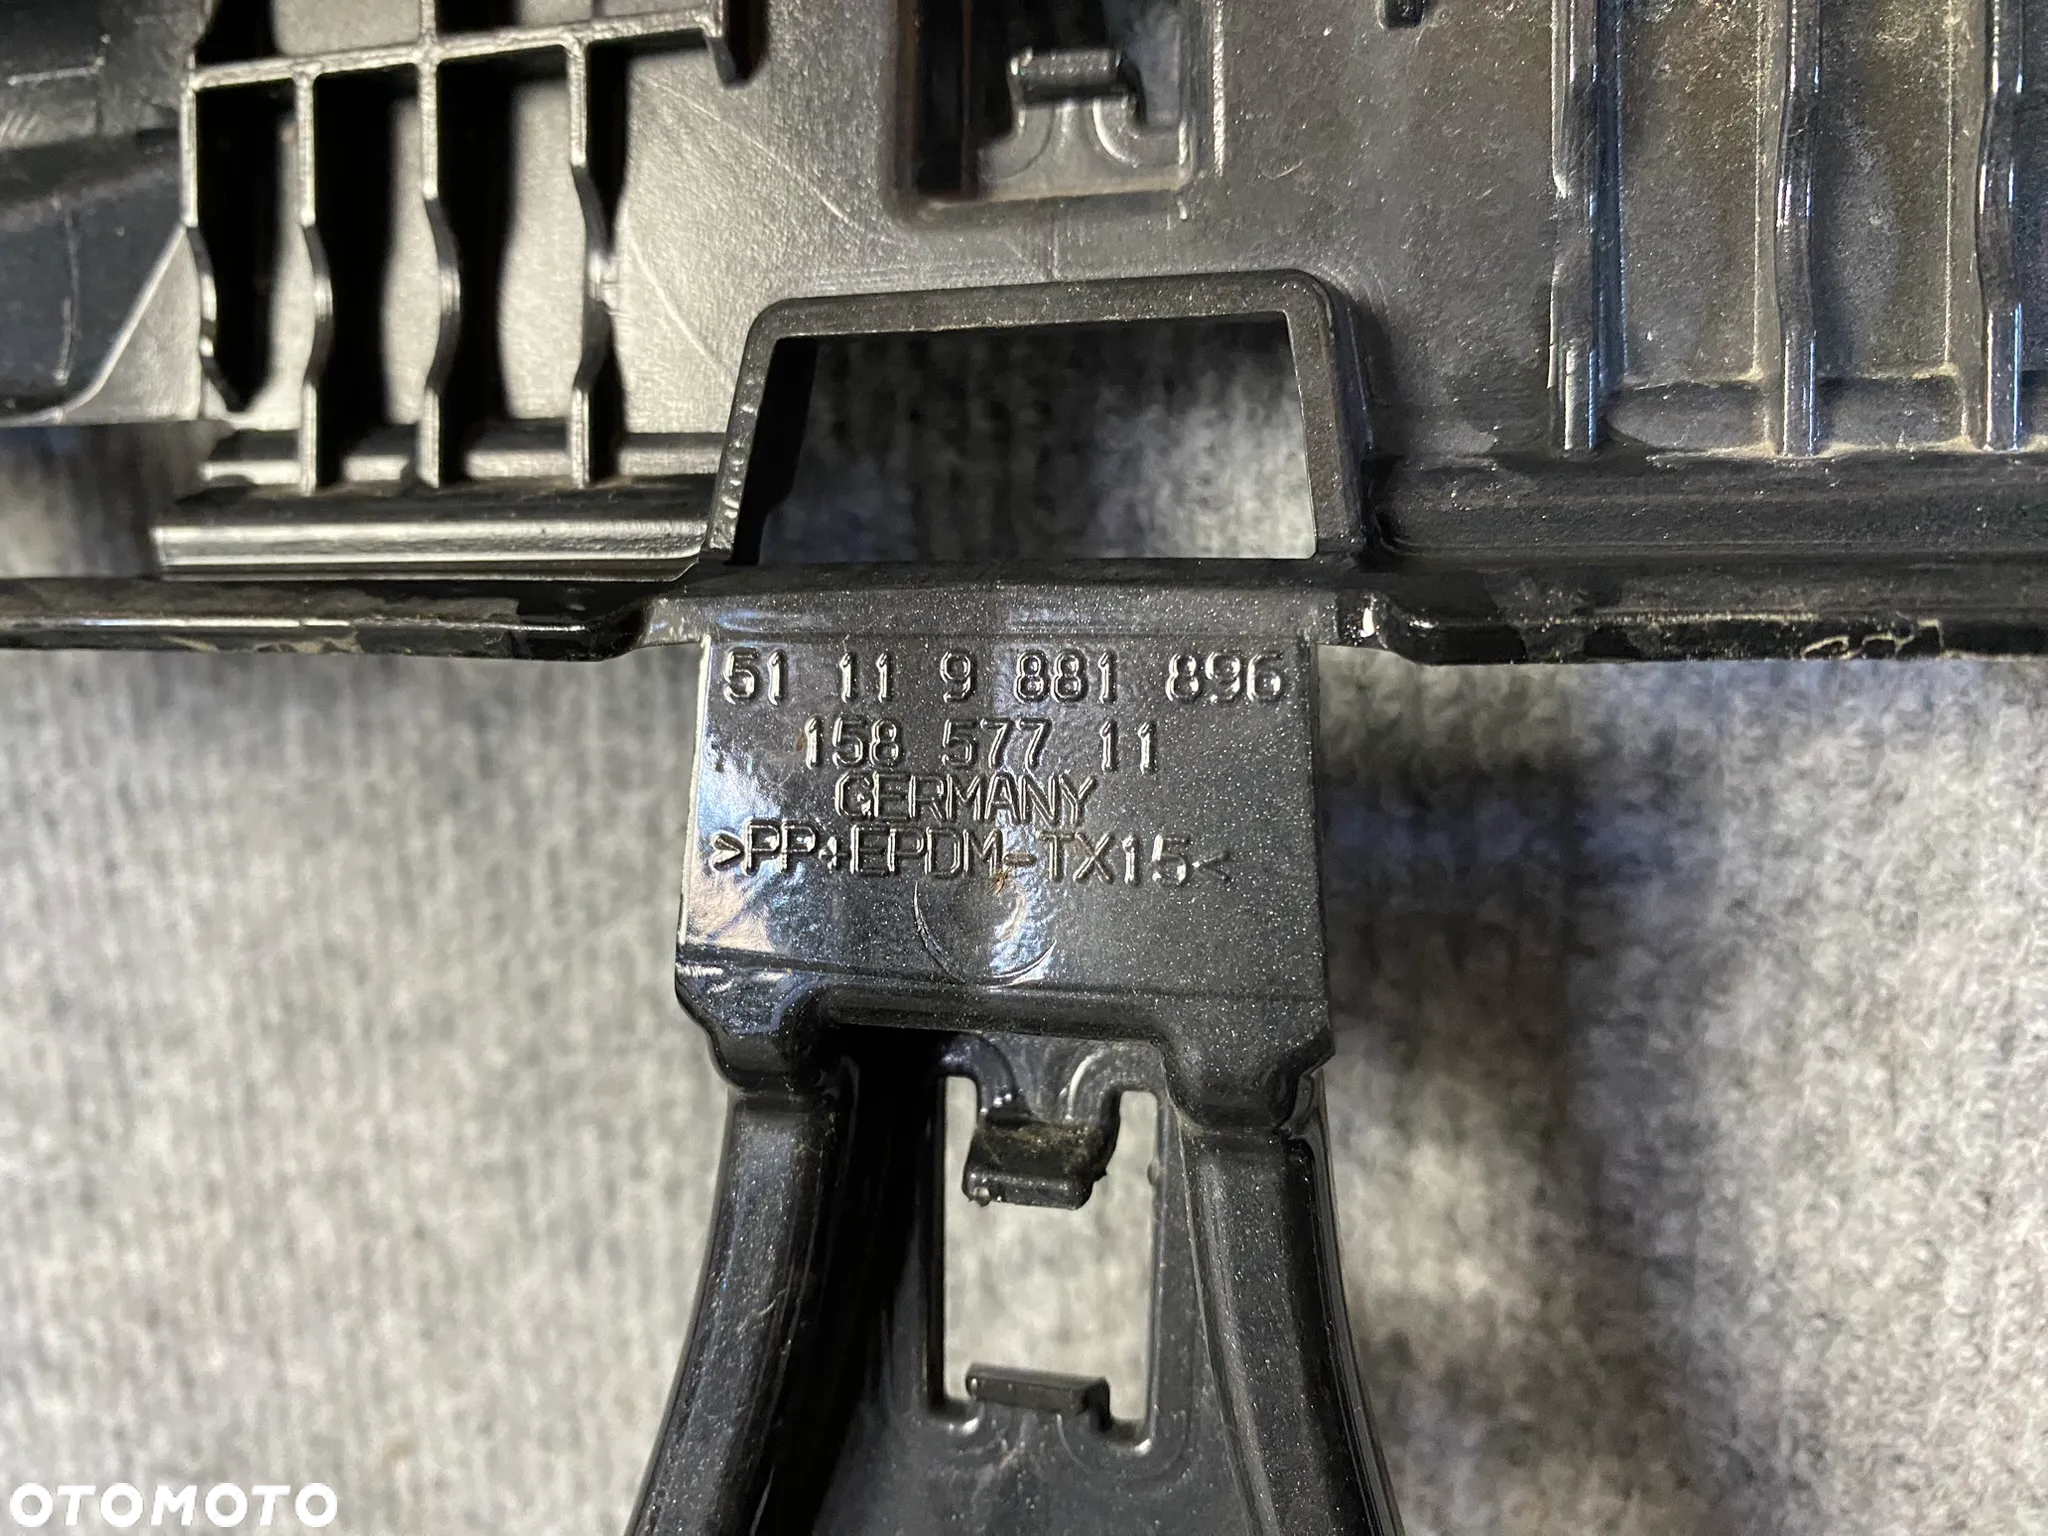 51 11 9 881 896
158 577 11
GERMANY
>PP+EPDM-TX15<
OTOMOTO